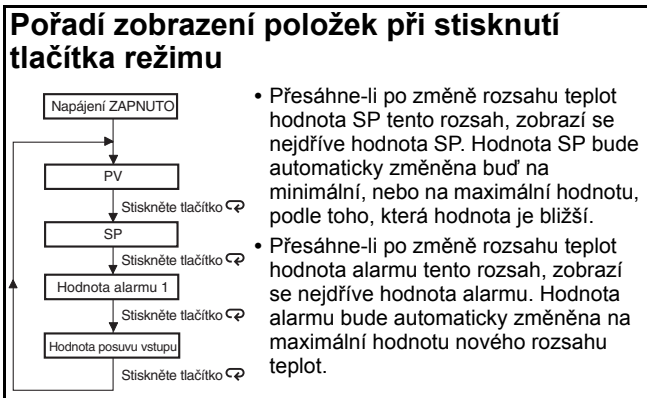 Pořadí zobrazení položek při stisknutí
tlačítka režimu
Napájení ZAPNUTO
PV
Stiskněte tlačítko
SP
Stiskněte tlačítko
Hodnota alarmu 1
Stiskněte tlačítko
Hodnota posuvu vstupu
Stiskněte tlačítko
• Přesáhne-li po změně rozsahu teplot
hodnota SP tento rozsah, zobrazí se
nejdříve hodnota SP. Hodnota SP bude
automaticky změněna buď na
minimální, nebo na maximální hodnotu,
podle toho, která hodnota je bližší.
• Přesáhne-li po změně rozsahu teplot
hodnota alarmu tento rozsah, zobrazí
se nejdříve hodnota alarmu. Hodnota
alarmu bude automaticky změněna na
maximální hodnotu nového rozsahu
teplot.